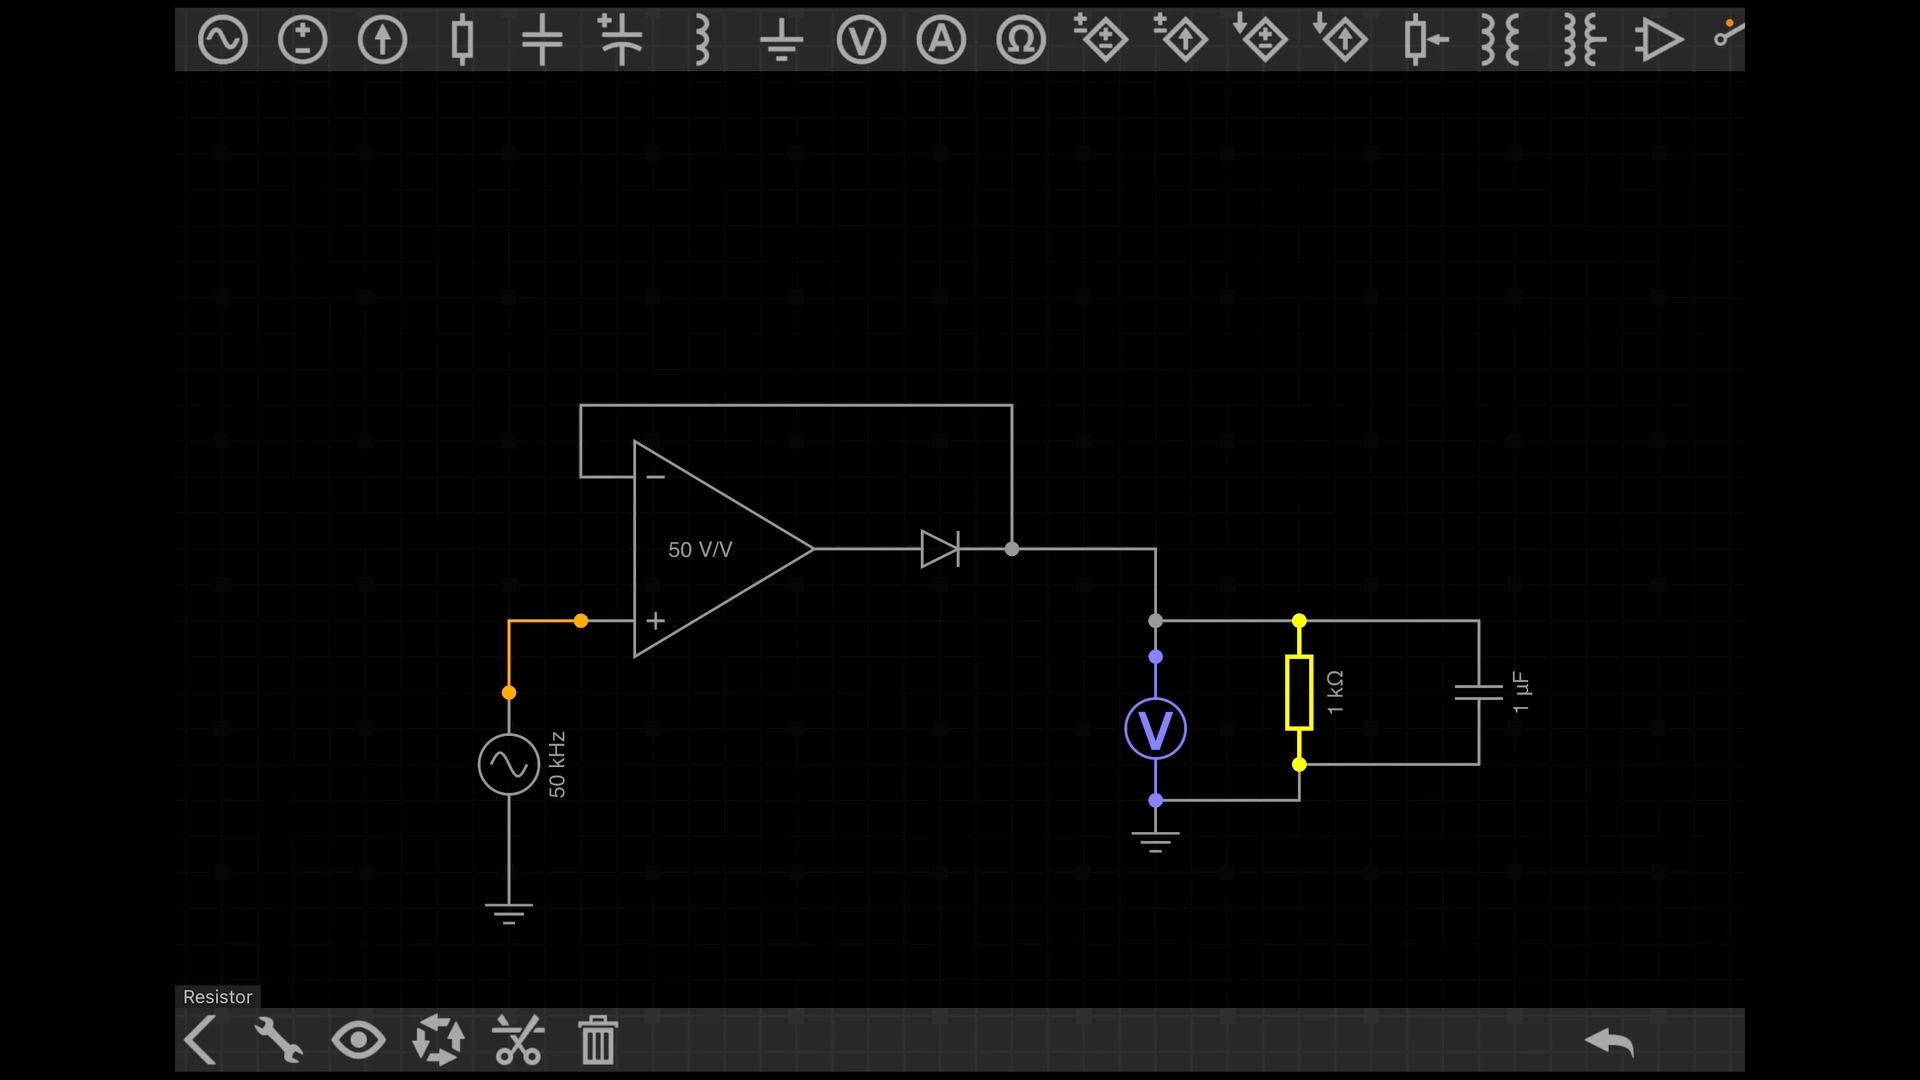 V
A
Ω
50 V/V
50 kHz
V
1 kΩ
1 µF
Resistor